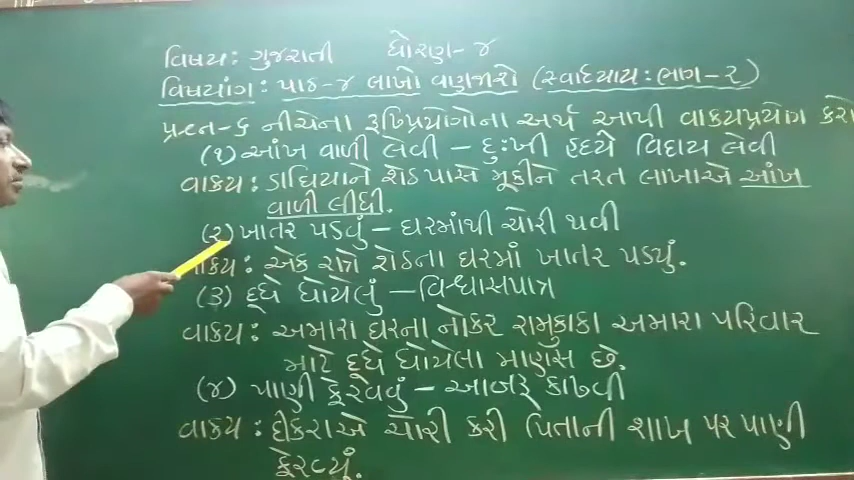 વિષય: ગુજરાતી ધોરણ-૪
વિષયાંગ: પાઠ-૪ લાખો વણજારો (સ્વાધ્યાય: ભાગ-૨)
પ્રશ્ન-૬ નીચેના રૂઢિપ્રયોગોના અર્થ આપી વાક્યપ્રયોગ કરો
(૧) આંખ વાળી લેવી - દુ:ખી હૃદયે વિદાય લેવી
વાક્ય: ડાઘિયાને શેઠ પાસે મૂકીને તરત લાખાએ આંખ
વાળી લીધી.
(૨) ખાતર પડવું - ઘરમાંથી ચોરી થવી
વાક્ય: એક રાત્રે શેઠના ઘરમાં ખાતર પડ્યું.
(૩) દૂધે ધોયેલું - વિશ્વાસપાત્ર
વાક્ય: અમારા ઘરના નોકર રામુકાકા અમારા પરિવાર
માટે દૂધે ધોયેલા માણસ છે.
(૪) પાણી ફેરવવું - આબરૂ કાઢવી
વાક્ય: દીકરાએ ચોરી કરી પિતાની શાખ પર પાણી
ફેરવ્યું.